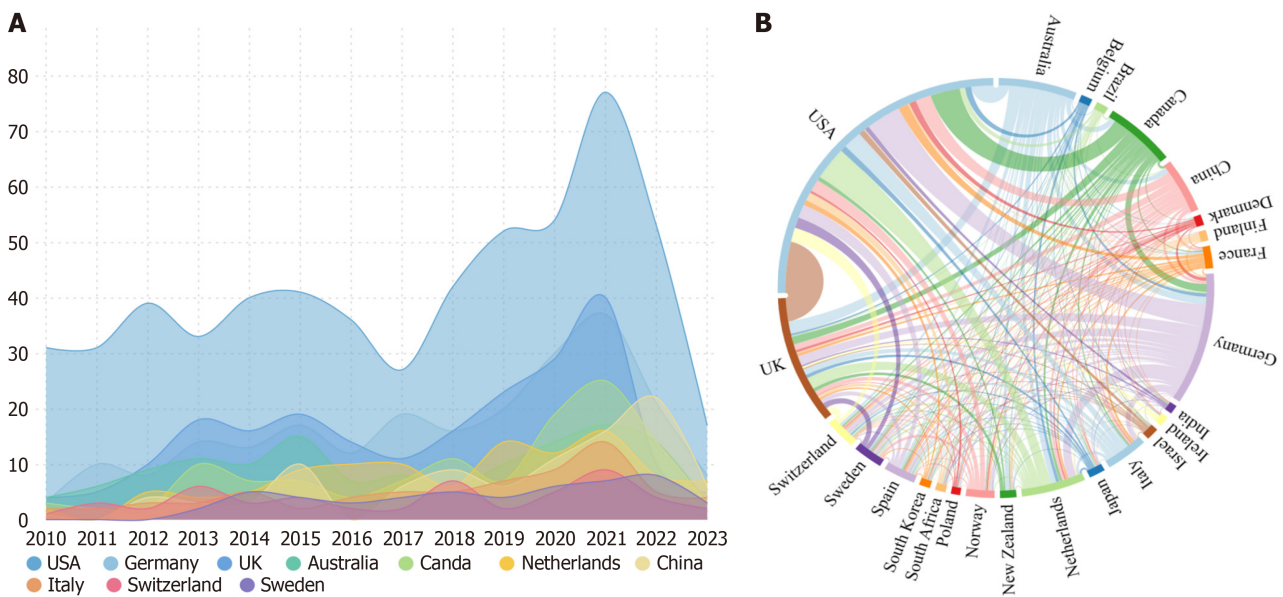 A
80
70
60
50
40
30
20
10
0
2010 2011 2012 2013 2014 2015 2016 2017 2018 2019 2020 2021 2022 2023
USA Germany UK Australia Canda Netherlands China
Italy Switzerland Sweden
B
Australia
Belgium
Brazil
Canada
China
Denmark
Finland
France
Germany
India
Ireland
Israel
Italy
Japan
Netherlands
New Zealand
Norway
Poland
South Africa
South Korea
Spain
Sweden
Switzerland
UK
USA